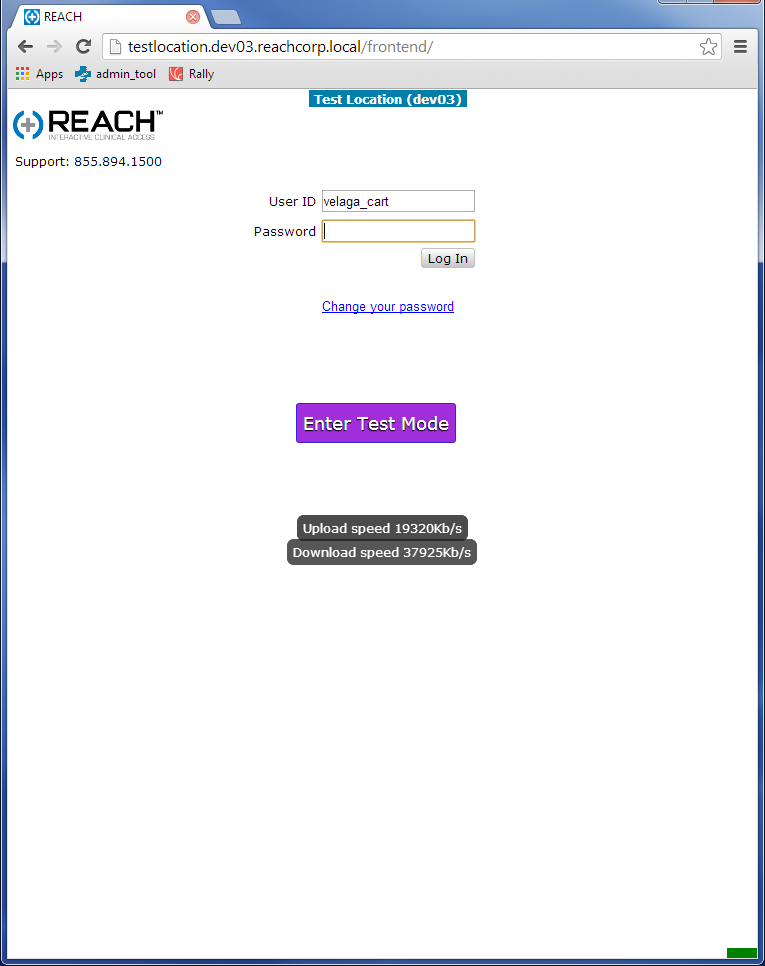 REACH
testlocation.dev03.reachcorp.local/frontend/
Apps admin_tool Rally
Test Location (dev03)
REACH™
INTERACTIVE CLINICAL ACCESS
Support: 855.894.1500
User ID velaga_cart
Password
Log In
Change your password
Enter Test Mode
Upload speed 19320Kb/s
Download speed 37925Kb/s